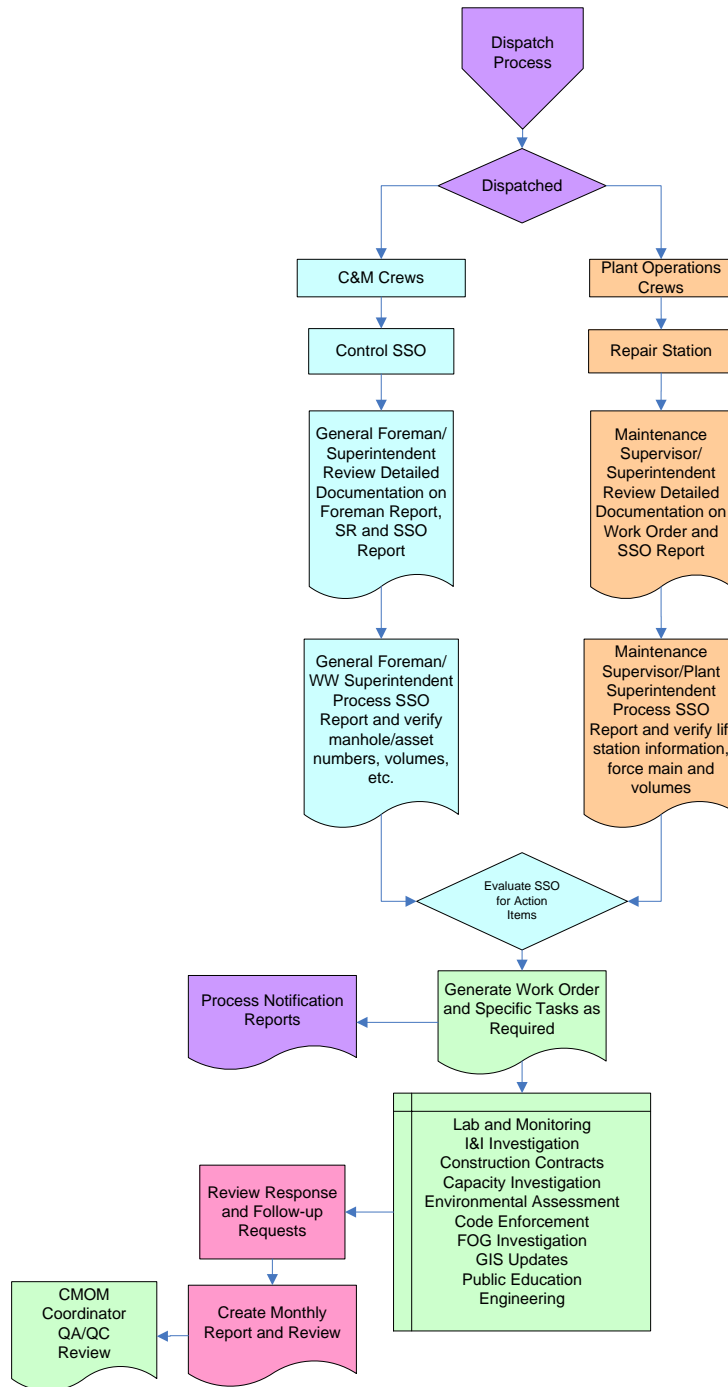 Dispatch
Process
Dispatched
C&M Crews
Plant Operations
Crews
Control SSO
Repair Station
General Foreman/
Superintendent
Review Detailed
Documentation on
Foreman Report,
SR and SSO
Report
Maintenance
Supervisor/
Superintendent
Review Detailed
Documentation on
Work Order and
SSO Report
General Foreman/
WW Superintendent
Process SSO
Report and verify
manhole/asset
numbers, volumes,
etc.
Maintenance
Supervisor/Plant
Superintendent
Process SSO
Report and verify lif
station information,
force main and
volumes
Evaluate SSO
for Action
Items
Process Notification
Reports
Generate Work Order
and Specific Tasks as
Required
Lab and Monitoring
I&I Investigation
Construction Contracts
Capacity Investigation
Environmental Assessment
Code Enforcement
FOG Investigation
GIS Updates
Public Education
Engineering
Review Response
and Follow-up
Requests
Create Monthly
Report and Review
CMOM
Coordinator
QA/QC
Review